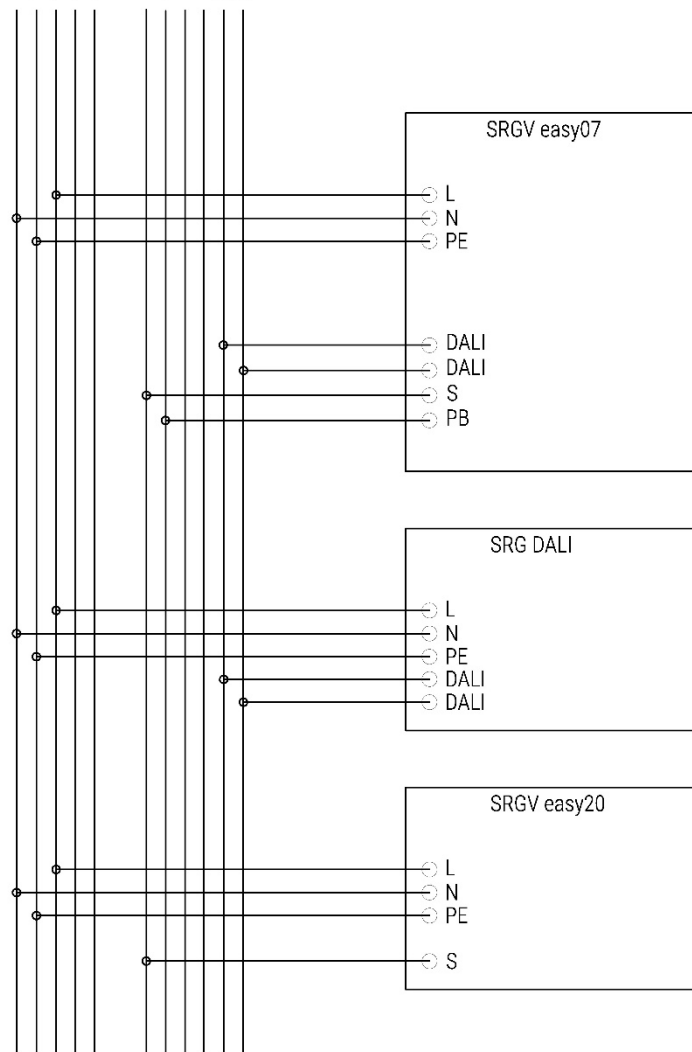 SRGV easy07
L
N
PE
DALI
DALI
S
PB
SRG DALI
L
N
PE
DALI
DALI
SRGV easy20
L
N
PE
S